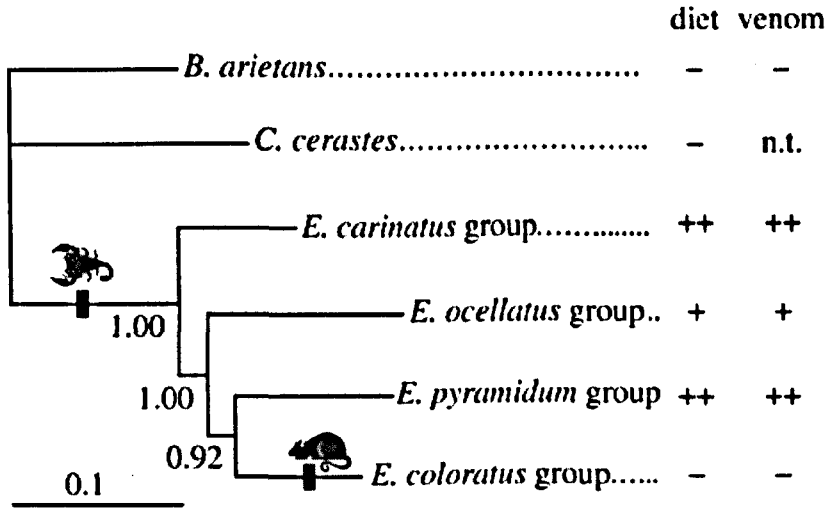 diet venom
B. arietans................................. – –
C. cerastes.......................... – n.t.
E. carinatus group.............. ++ ++
1.00
E. ocellatus group.. + +
1.00
E. pyramidum group ++ ++
0.92
E. coloratus group...... – –
0.1